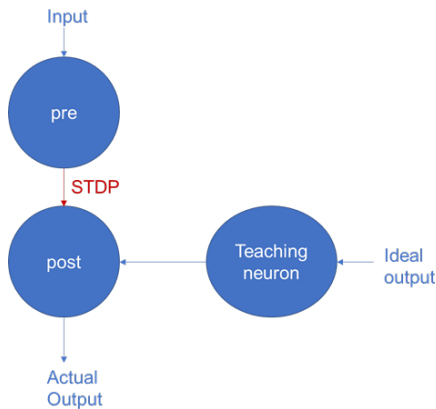 Input
pre
STDP
post
Teaching
neuron
Ideal
output
Actual
Output